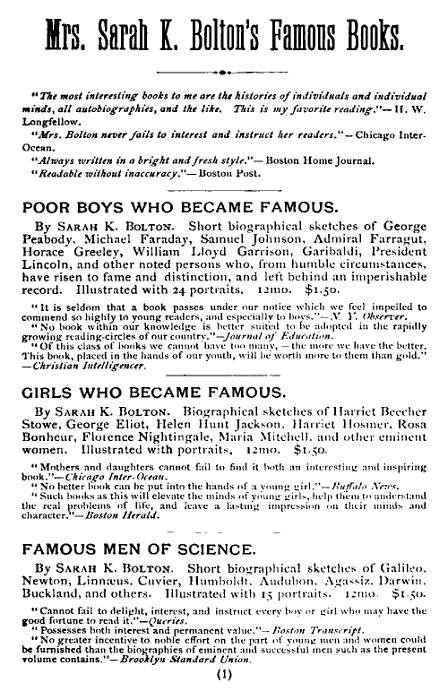 Mrs. Sarah K. Bolton's Famous Books.
"The most interesting books to me are the histories of individuals and individual
minds, all autobiographies, and the like. This is my favorite reading."—H. W.
Longfellow.
"Mrs. Bolton never fails to interest and instruct her readers."—Chicago Inter-
Ocean.
"Always written in a bright and fresh style."—Boston Home Journal.
"Readable without inaccuracy."—Boston Post.
POOR BOYS WHO BECAME FAMOUS.
By SARAH K. BOLTON. Short biographical sketches of George
Peabody, Michael Faraday, Samuel Johnson, Admiral Farragut,
Horace Greeley, William Lloyd Garrison, Garibaldi, President
Lincoln, and other noted persons who, from humble circumstances,
have risen to fame and distinction, and left behind an imperishable
record. Illustrated with 24 portraits. 12mo. $1.50.
"It is seldom that a book passes under our notice which we feel impelled to
commend so highly to young readers, and especially to boys."—N. Y. Observer.
"No book within our knowledge is better suited to be adopted in the rapidly
growing reading-circles of our country."—Journal of Education.
"Of this class of books we cannot have too many,—the more we have the better.
This book, placed in the hands of our youth, will be worth more to them than gold."
—Christian Intelligencer.
GIRLS WHO BECAME FAMOUS.
By SARAH K. BOLTON. Biographical sketches of Harriet Beecher
Stowe, George Eliot, Helen Hunt Jackson, Harriet Hosmer, Rosa
Bonheur, Florence Nightingale, Maria Mitchell, and other eminent
women. Illustrated with portraits, 12mo. $1.50.
"Mothers and daughters cannot fail to find it both an interesting and inspiring
book."—Chicago Inter-Ocean.
"No better book can be put into the hands of a young girl."—Buffalo News.
"Such books as this will elevate the minds of young girls, help them to understand
the real problems of life, and leave a lasting impression on their minds and
character."—Boston Herald.
FAMOUS MEN OF SCIENCE.
By SARAH K. BOLTON. Short biographical sketches of Galileo,
Newton, Linnæus, Cuvier, Humboldt, Audubon, Agassiz, Darwin,
Buckland, and others. Illustrated with 15 portraits. 12mo. $1.50.
"Cannot fail to delight, interest, and instruct every boy or girl who may have the
good fortune to read it."—Queries.
"Possesses both interest and permanent value."—Boston Transcript.
"No greater incentive to noble effort on the part of young men and women could
be furnished than the biographies of eminent and successful men such as the present
volume contains."—Brooklyn Standard Union.
(1)